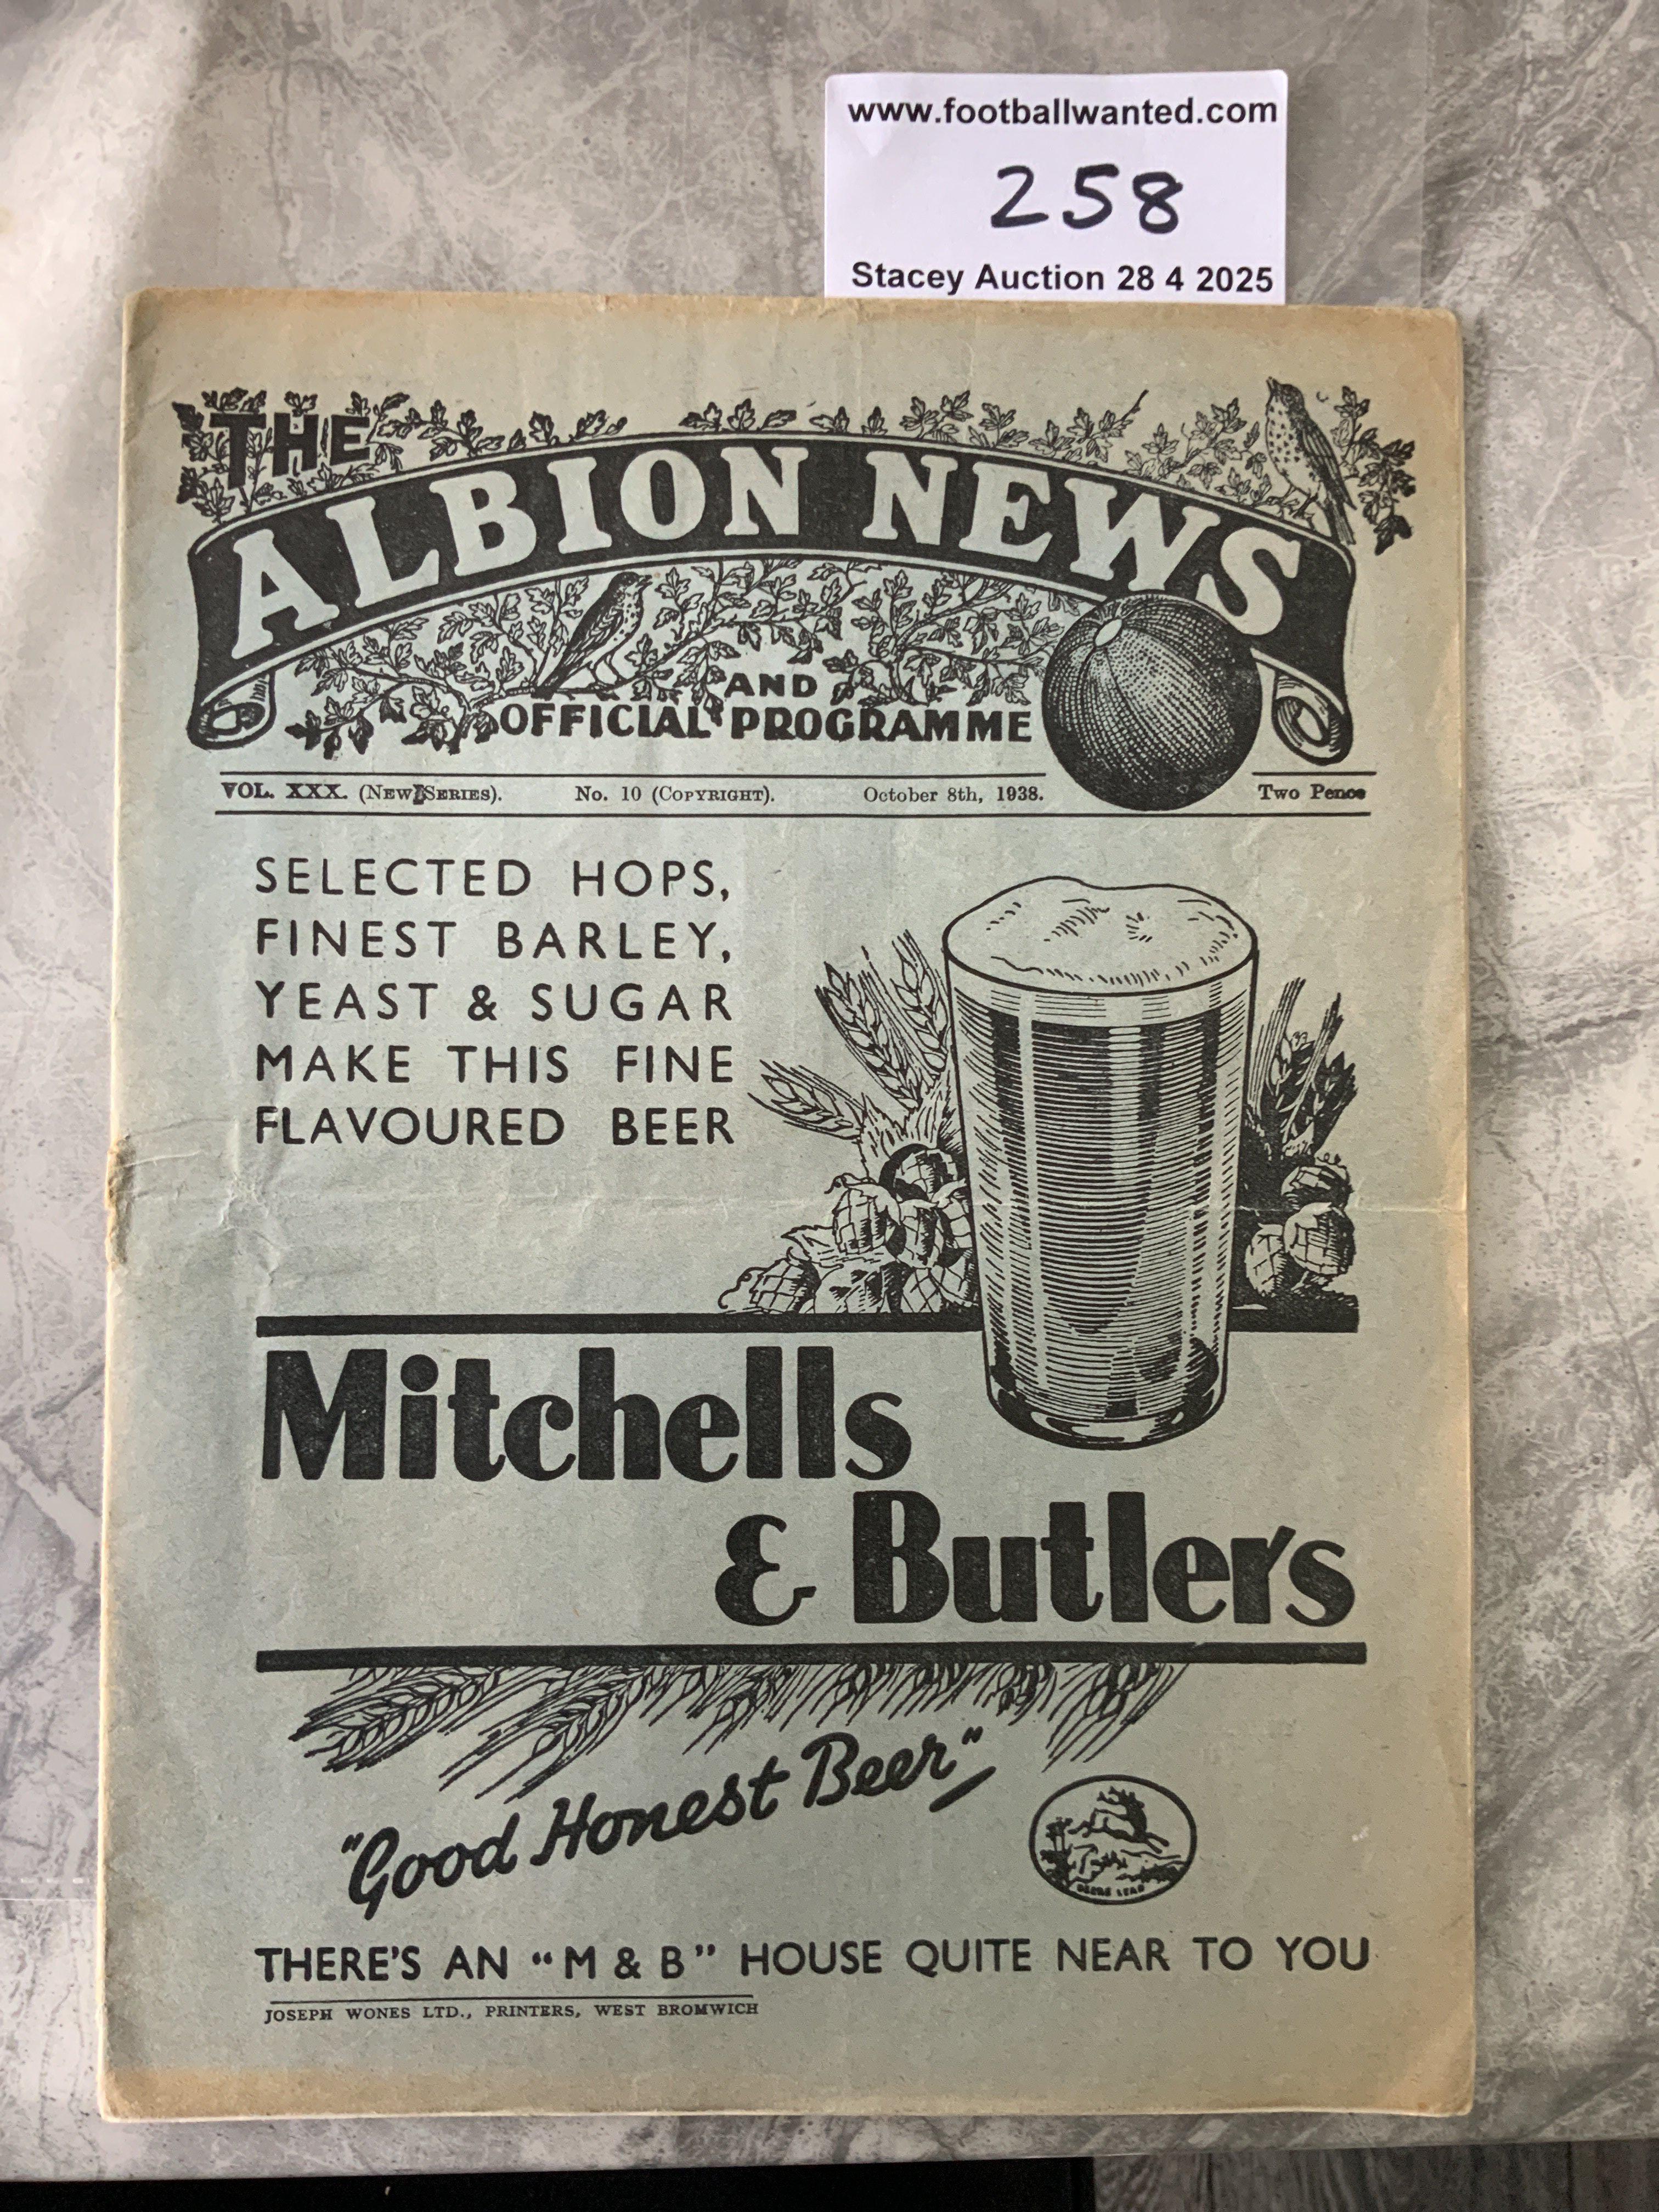 www.footballwanted.com
258
Stacey Auction 28 4 2025
THE
ALBION NEWS
AND
OFFICIAL PROGRAMME
VOL. XXX. (NEW SERIES). No. 10 (COPYRIGHT). October 8th, 1938. Two Pence
SELECTED HOPS,
FINEST BARLEY,
YEAST & SUGAR
MAKE THIS FINE
FLAVOURED BEER
Mitchells
& Butlers
"Good Honest Beer"
DEERS LEAP
THERE'S AN "M & B" HOUSE QUITE NEAR TO YOU
JOSEPH WONES LTD., PRINTERS, WEST BROMWICH